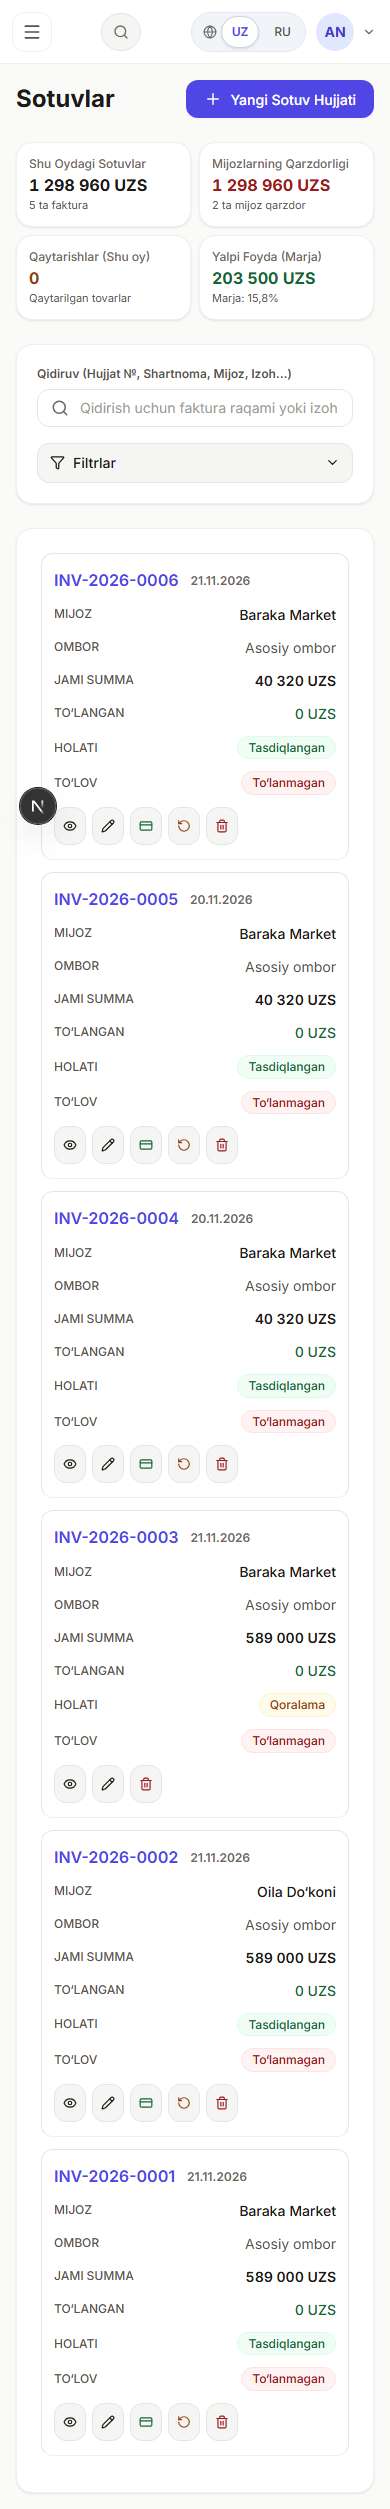 UZ RU AN
Sotuvlar
+ Yangi Sotuv Hujjati
Shu Oydagi Sotuvlar
1 298 960 UZS
5 ta faktura
Mijozlarning Qarzdorligi
1 298 960 UZS
2 ta mijoz qarzdor
Qaytarishlar (Shu oy)
0
Qaytarilgan tovarlar
Yalpi Foyda (Marja)
203 500 UZS
Marja: 15,8%
Qidiruv (Hujjat №, Shartnoma, Mijoz, Izoh...)
Qidirish uchun faktura raqami yoki izoh
Filtrlar
INV-2026-0006 21.11.2026
MIJOZ Baraka Market
OMBOR Asosiy ombor
JAMI SUMMA 40 320 UZS
TO‘LANGAN 0 UZS
HOLATI Tasdiqlangan
TO‘LOV To‘lanmagan
N
INV-2026-0005 20.11.2026
MIJOZ Baraka Market
OMBOR Asosiy ombor
JAMI SUMMA 40 320 UZS
TO‘LANGAN 0 UZS
HOLATI Tasdiqlangan
TO‘LOV To‘lanmagan
INV-2026-0004 20.11.2026
MIJOZ Baraka Market
OMBOR Asosiy ombor
JAMI SUMMA 40 320 UZS
TO‘LANGAN 0 UZS
HOLATI Tasdiqlangan
TO‘LOV To‘lanmagan
INV-2026-0003 21.11.2026
MIJOZ Baraka Market
OMBOR Asosiy ombor
JAMI SUMMA 589 000 UZS
TO‘LANGAN 0 UZS
HOLATI Qoralama
TO‘LOV To‘lanmagan
INV-2026-0002 21.11.2026
MIJOZ Oila Do‘koni
OMBOR Asosiy ombor
JAMI SUMMA 589 000 UZS
TO‘LANGAN 0 UZS
HOLATI Tasdiqlangan
TO‘LOV To‘lanmagan
INV-2026-0001 21.11.2026
MIJOZ Baraka Market
OMBOR Asosiy ombor
JAMI SUMMA 589 000 UZS
TO‘LANGAN 0 UZS
HOLATI Tasdiqlangan
TO‘LOV To‘lanmagan